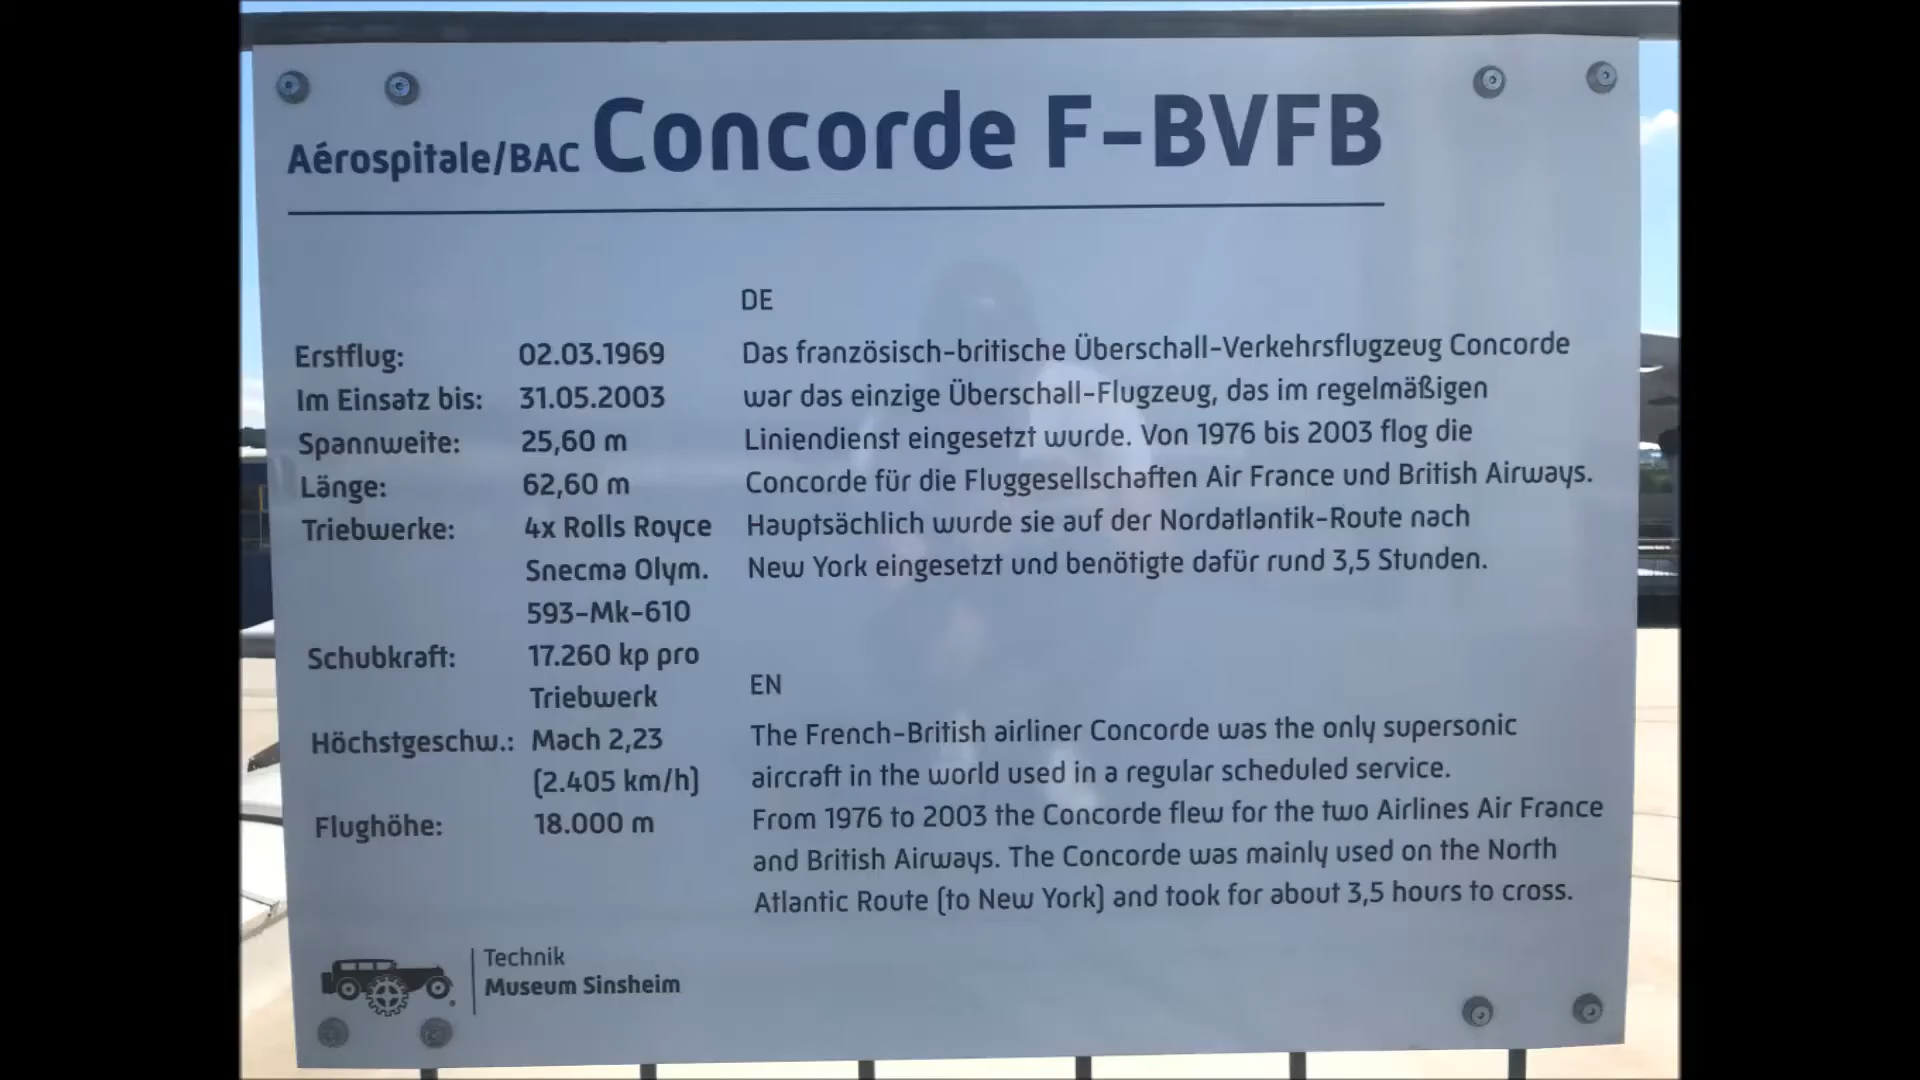 Aérospitale/BAC Concorde F-BVFB
Erstflug: 02.03.1969
Im Einsatz bis: 31.05.2003
Spannweite: 25,60 m
Länge: 62,60 m
Triebwerke: 4x Rolls Royce
Snecma Olym.
593-Mk-610
Schubkraft: 17.260 kp pro
Triebwerk
Höchstgeschw.: Mach 2,23
(2.405 km/h)
Flughöhe: 18.000 m
DE
Das französisch-britische Überschall-Verkehrsflugzeug Concorde
war das einzige Überschall-Flugzeug, das im regelmäßigen
Liniendienst eingesetzt wurde. Von 1976 bis 2003 flog die
Concorde für die Fluggesellschaften Air France und British Airways.
Hauptsächlich wurde sie auf der Nordatlantik-Route nach
New York eingesetzt und benötigte dafür rund 3,5 Stunden.
EN
The French-British airliner Concorde was the only supersonic
aircraft in the world used in a regular scheduled service.
From 1976 to 2003 the Concorde flew for the two Airlines Air France
and British Airways. The Concorde was mainly used on the North
Atlantic Route (to New York) and took for about 3,5 hours to cross.
Technik
Museum Sinsheim